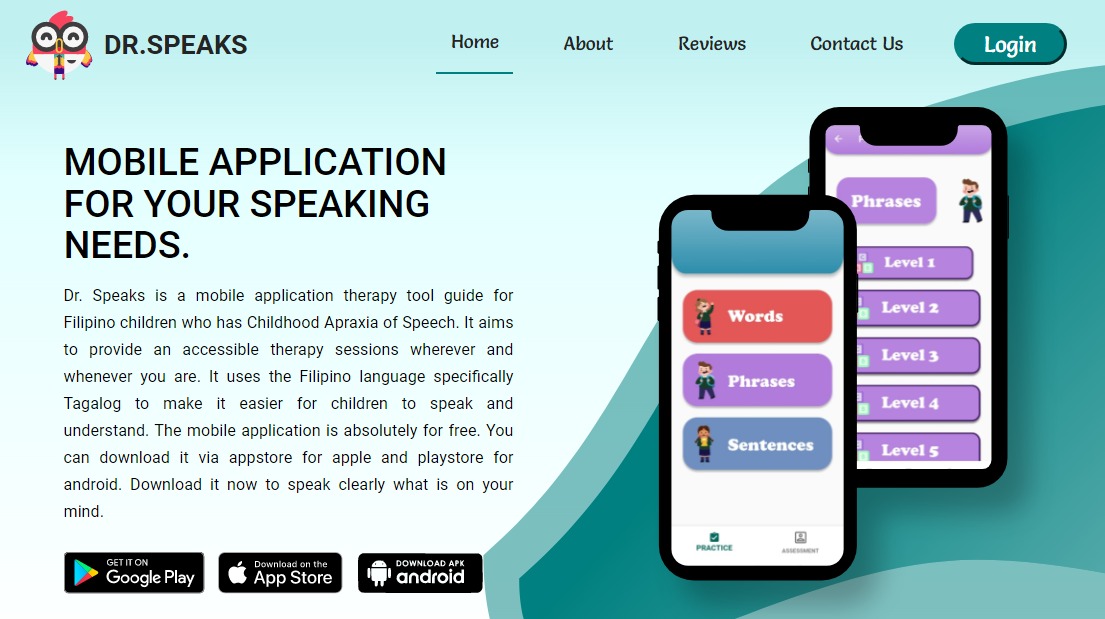 DR.SPEAKS
Home
About
Reviews
Contact Us
Login
MOBILE APPLICATION
FOR YOUR SPEAKING
NEEDS.
Dr. Speaks is a mobile application therapy tool guide for
Filipino children who has Childhood Apraxia of Speech. It aims
to provide an accessible therapy sessions wherever and
whenever you are. It uses the Filipino language specifically
Tagalog to make it easier for children to speak and
understand. The mobile application is absolutely for free. You
can download it via appstore for apple and playstore for
android. Download it now to speak clearly what is on your
mind.
GET IT ON
Google Play
Download on the
App Store
DOWNLOAD APK
android
Words
Phrases
Sentences
PRACTICE
ASSESSMENT
Phrases
Level 1
Level 2
Level 3
Level 4
Level 5